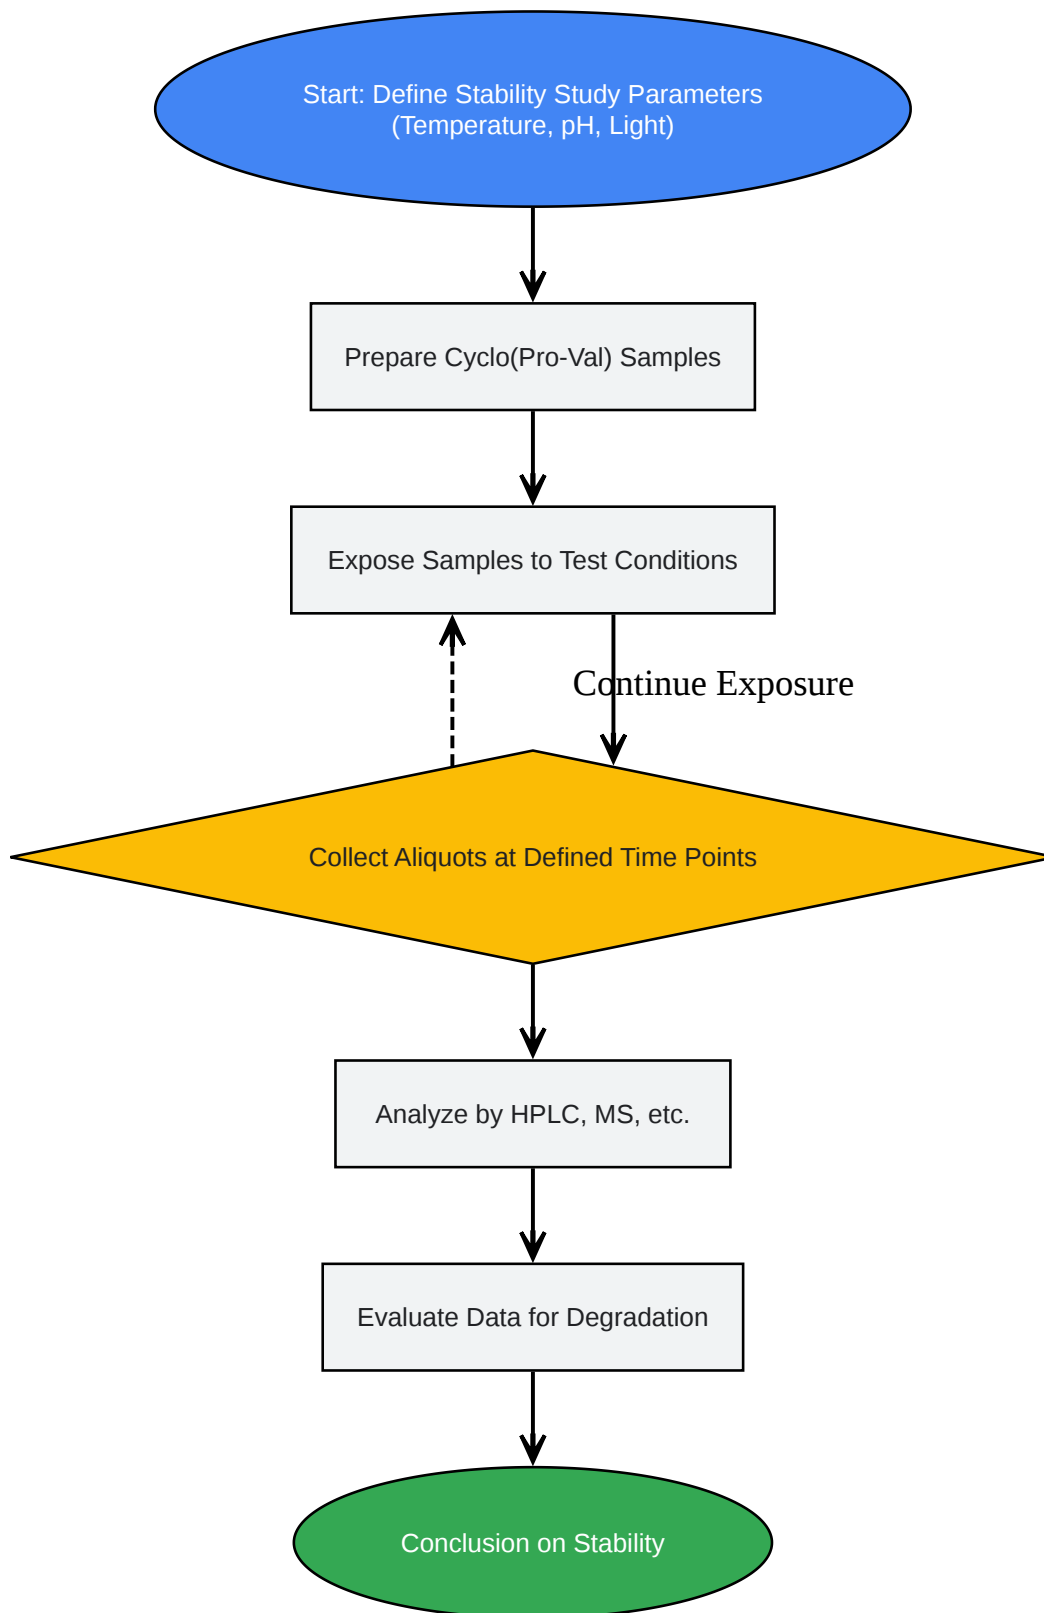 Start: Define Stability Study Parameters
(Temperature, pH, Light)
Prepare Cyclo(Pro-Val) Samples
Expose Samples to Test Conditions
Continue Exposure
Collect Aliquots at Defined Time Points
Analyze by HPLC, MS, etc.
Evaluate Data for Degradation
Conclusion on Stability